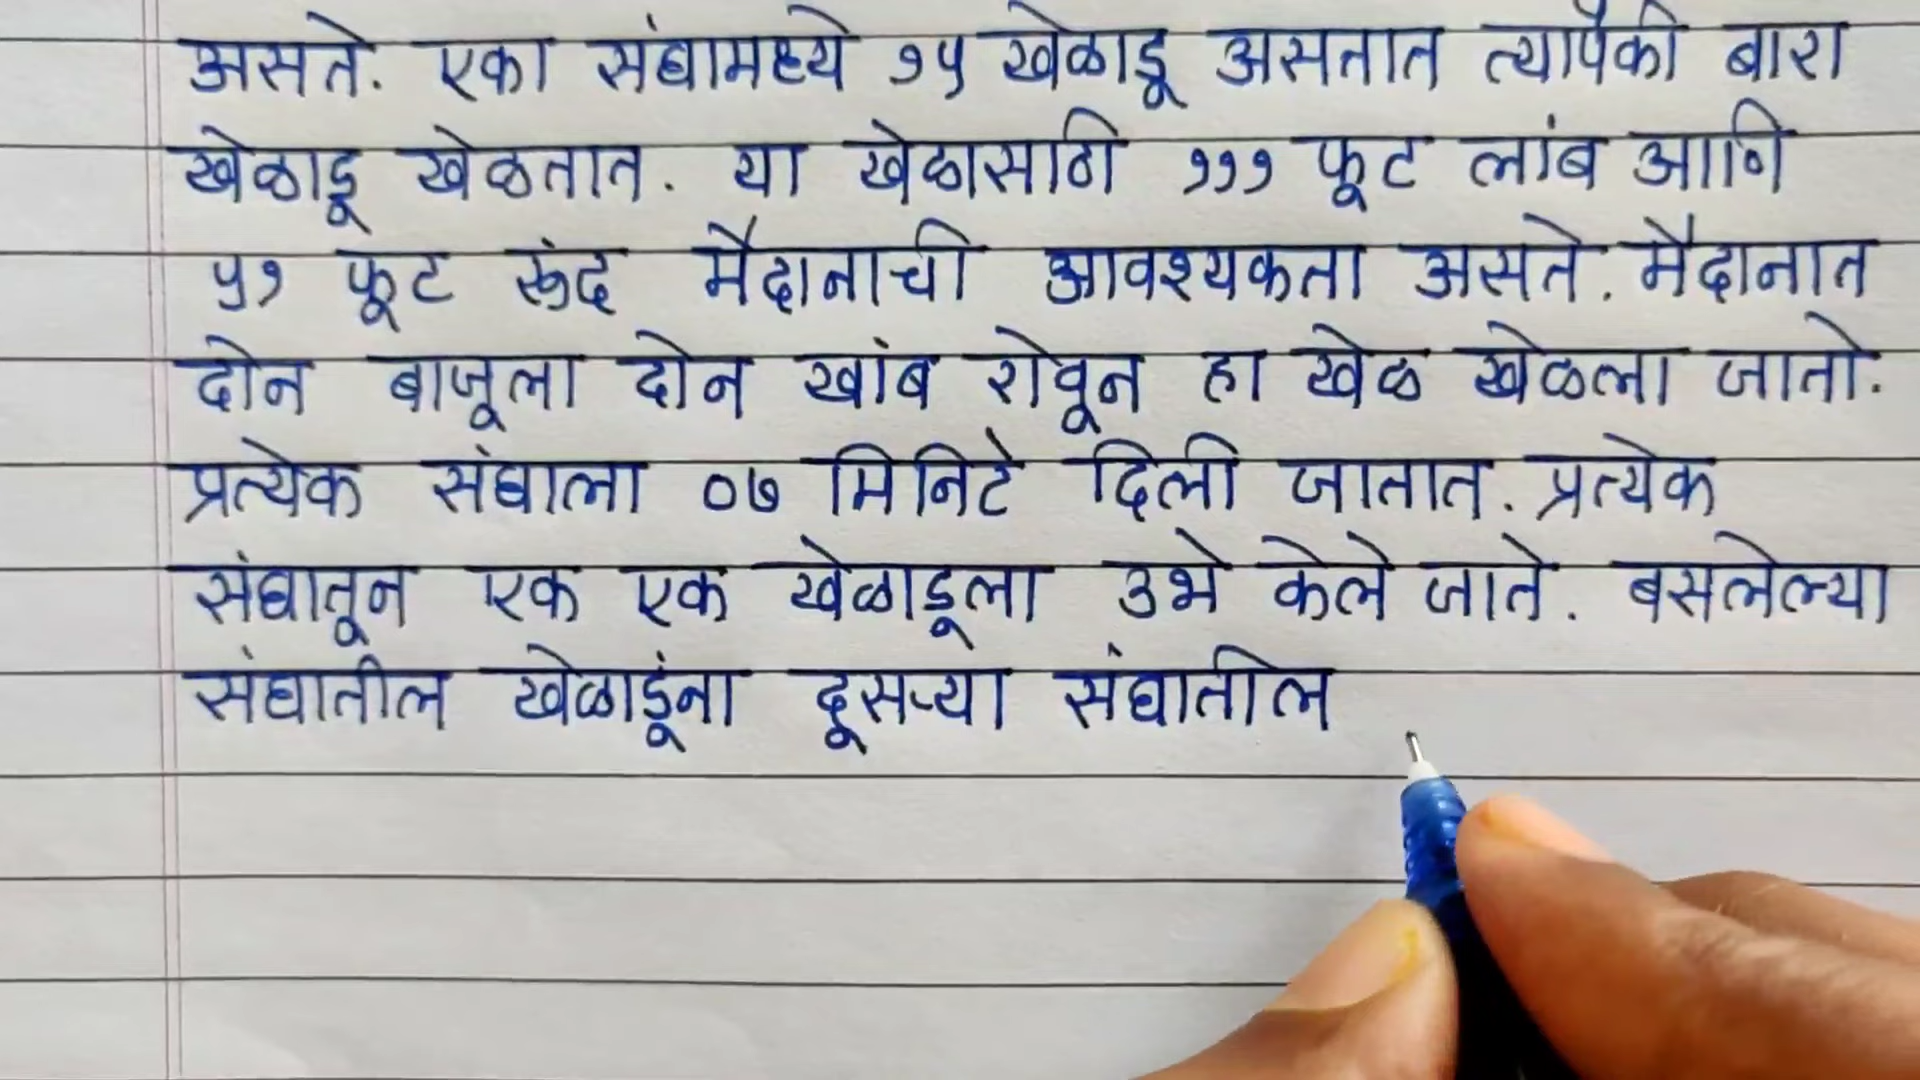 असते. एका संघामध्ये १५ खेळाडू असतात त्यापैकी बारा
खेळाडू खेळतात. या खेळासाठी १११ फूट लांब आणि
५१ फूट रुंद मैदानाची आवश्यकता असते. मैदानात
दोन बाजूला दोन खांब रोवून हा खेळ खेळला जातो.
प्रत्येक संघाला ०७ मिनिटे दिली जातात. प्रत्येक
संघातून एक एक खेळाडूला उभे केले जाते. बसलेल्या
संघातील खेळाडूंना दूसऱ्या संघातील